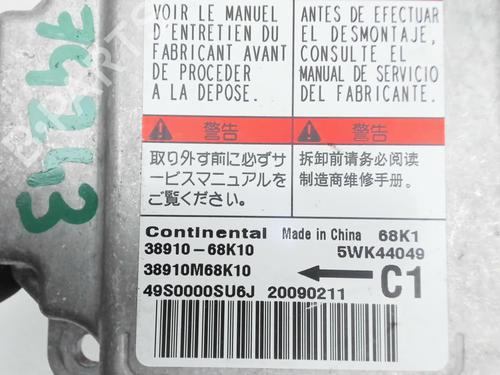 VOIR LE MANUEL
D'ENTRETIEN DU
FABRICANT AVANT
DE PROCÉDER
A LA DEPOSE.
ANTES DE EFECTUAR
EL DESMONTAJE,
CONSULTE EL
MANUAL DE SERVICIO
DEL FABRICANTE.
警告
取り外す前に必ずサ
ービスマニュアルを
ご覧ください。
警告
拆卸前请务必阅读
制造商维修手册.
Continental Made in China 68K1
38910-68K10 5WK44049
38910M68K10
C1
49S0000SU6J 20090211